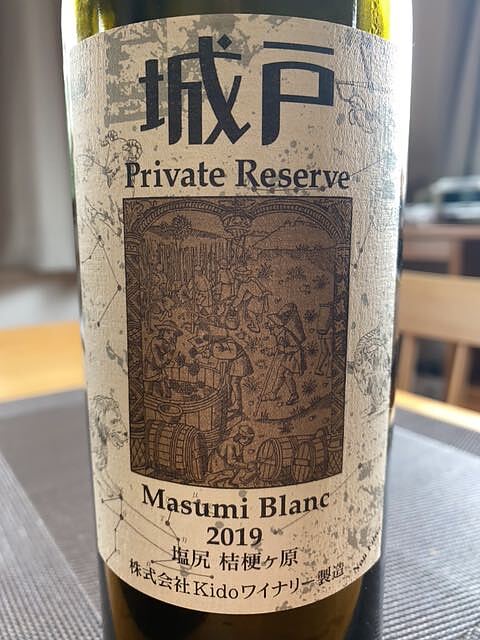 城戸
Private Reserve
Masumi Blanc
2019
塩尻 桔梗ヶ原
株式会社Kidoワイナリー製造